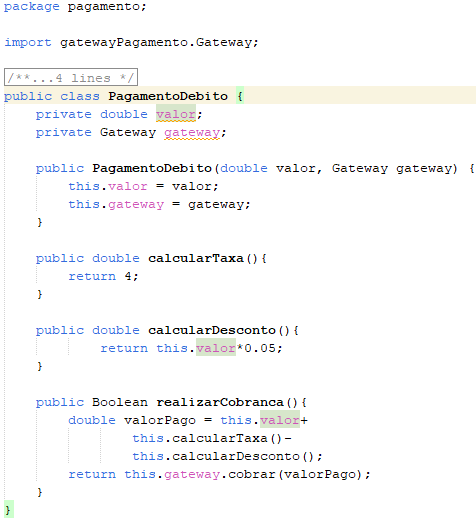 package pagamento;
import gatewayPagamento.Gateway;
/**...4 lines */
public class PagamentoDebito {
    private double valor;
    private Gateway gateway;
    public PagamentoDebito(double valor, Gateway gateway) {
        this.valor = valor;
        this.gateway = gateway;
    }
    public double calcularTaxa(){
        return 4;
    }
    public double calcularDesconto(){
            return this.valor*0.05;
    }
    public Boolean realizarCobranca(){
        double valorPago = this.valor+
                this.calcularTaxa()-
                this.calcularDesconto();
        return this.gateway.cobrar(valorPago);
    }
}